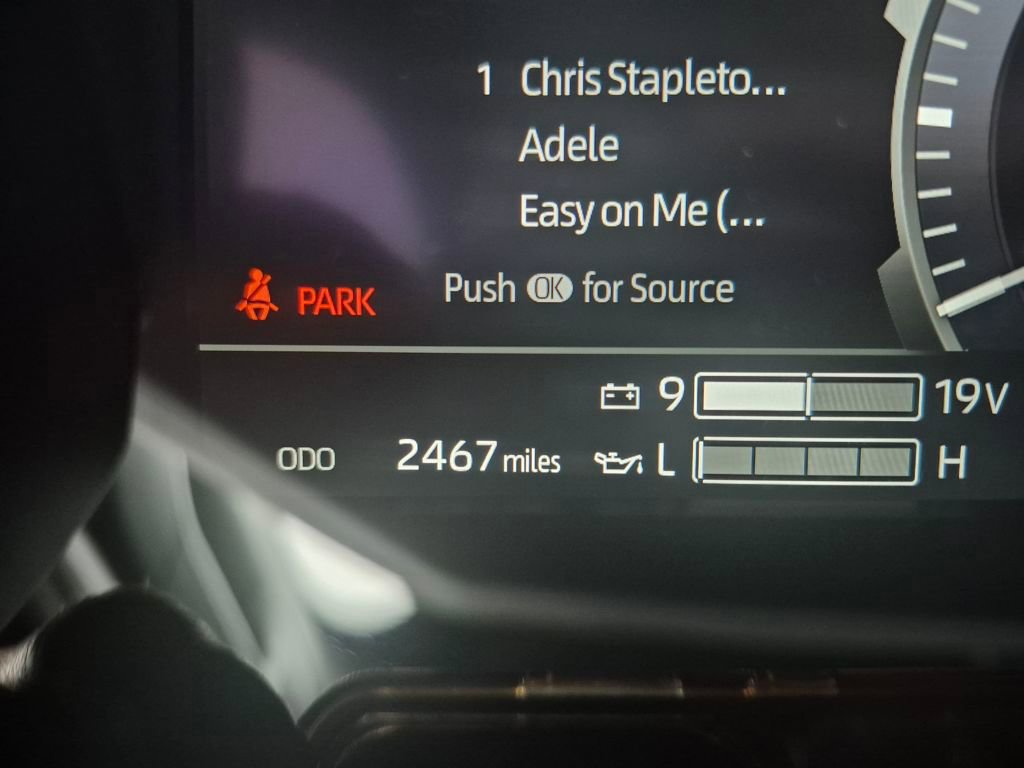 1 Chris Stapleto...
Adele
Easy on Me (...
PARK
Push OK for Source
9 19V
ODO 2467 miles L H